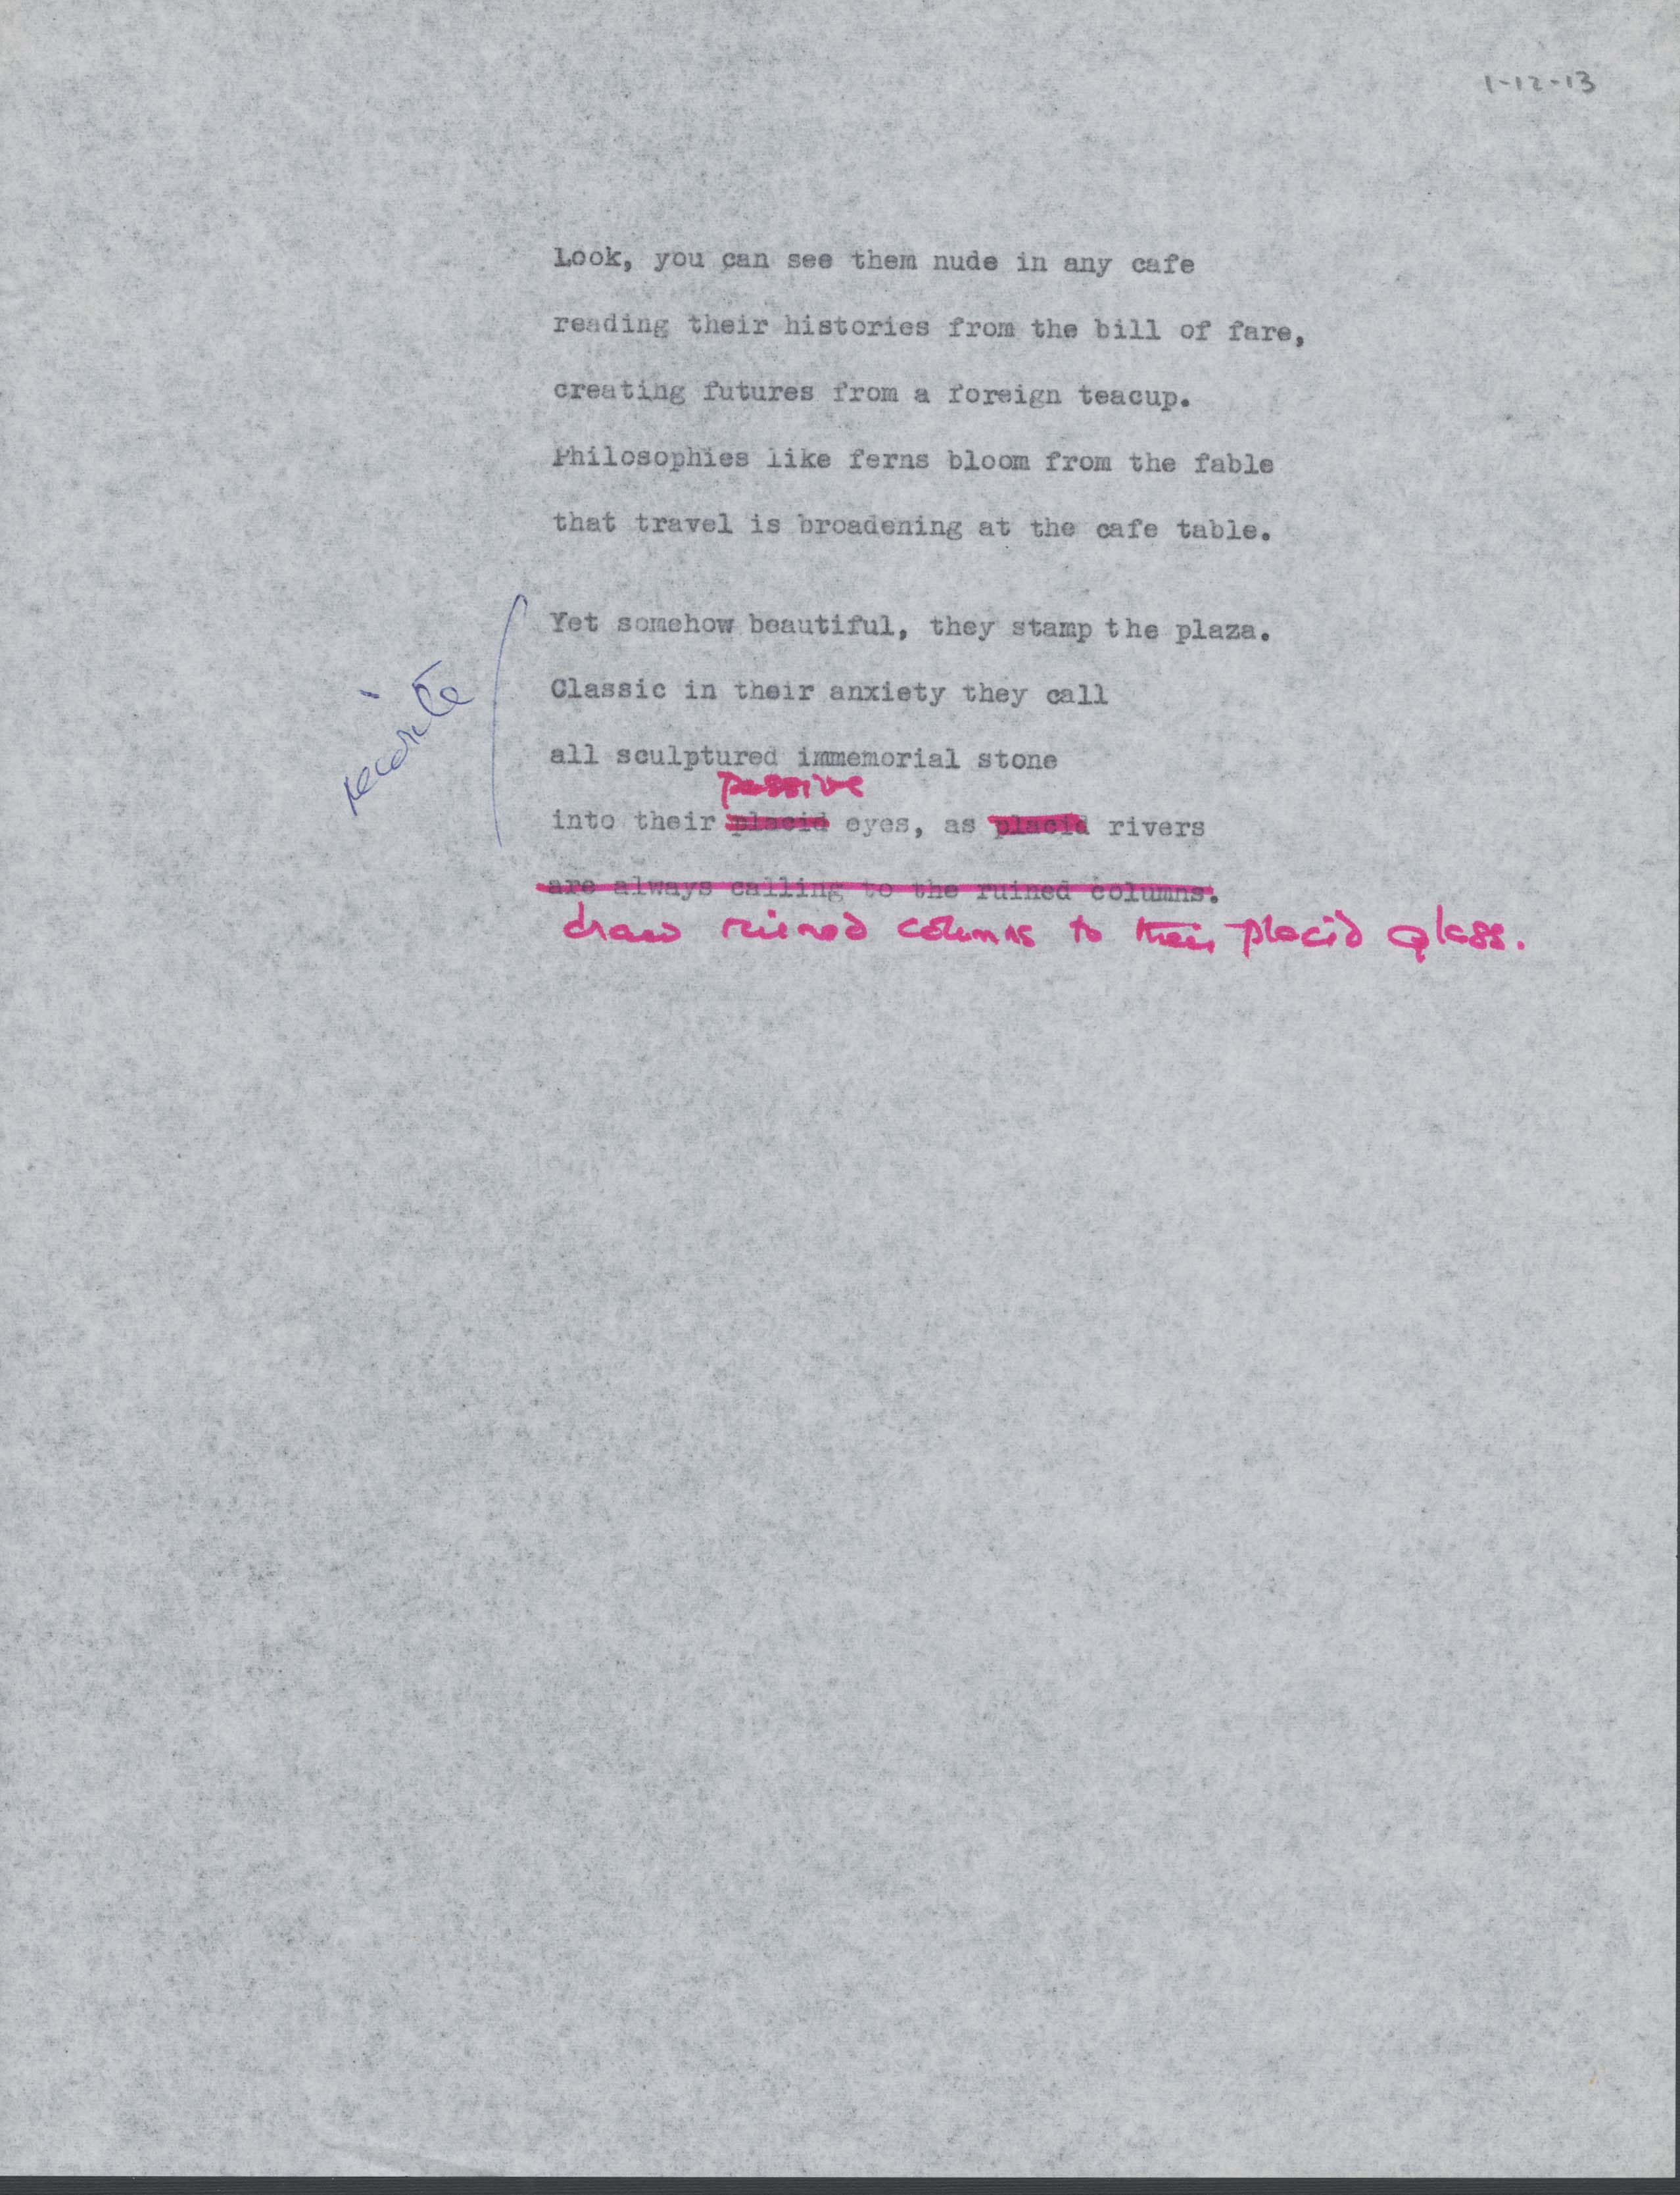 1-12-13
Look, you can see them nude in any cafe
reading their histories from the bill of fare,
creating futures from a foreign teacup.
Philosophies like ferns bloom from the fable
that travel is broadening at the cafe table.
Yet somehow beautiful, they stamp the plaza.
Classic in their anxiety they call
all sculptured immemorial stone
passive
into their placid eyes, as placid rivers
are always calling to the ruined columns.
draw ruined columns to their placid glass.
rewrite